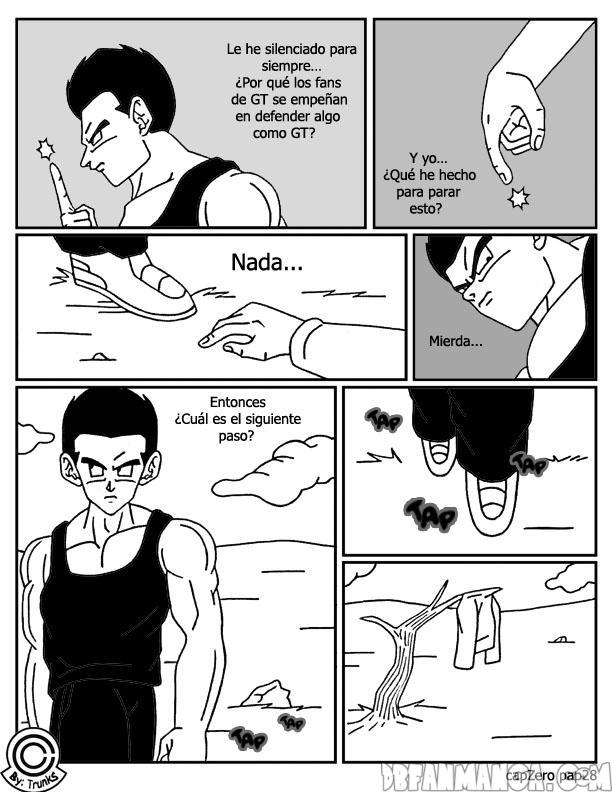 Le he silenciado para
siempre...
¿Por qué los fans
de GT se empeñan
en defender algo
como GT?
Y yo...
¿Qué he hecho
para parar
esto?
Nada...
Mierda...
Entonces
¿Cuál es el siguiente
paso?
TAP
TAP
TAP
TAP
TAP
By: Trunks
capZero pap28
DBFANMANGA.COM